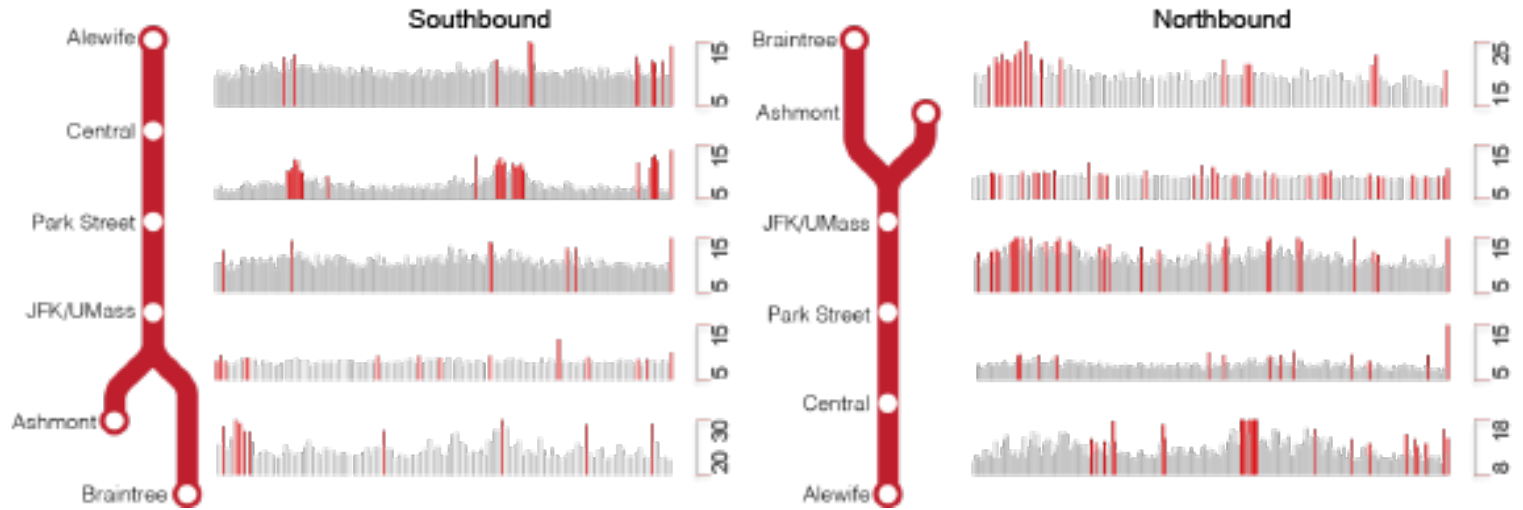 Southbound
Alewife
Central
Park Street
JFK/UMass
Ashmont
Braintree
15
5
15
5
15
5
15
5
30
20
Northbound
Braintree
Ashmont
JFK/UMass
Park Street
Central
Alewife
25
15
15
5
15
5
15
5
18
8